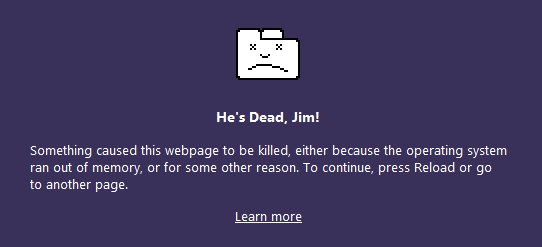 He's Dead, Jim!
Something caused this webpage to be killed, either because the operating system
ran out of memory, or for some other reason. To continue, press Reload or go
to another page.
Learn more